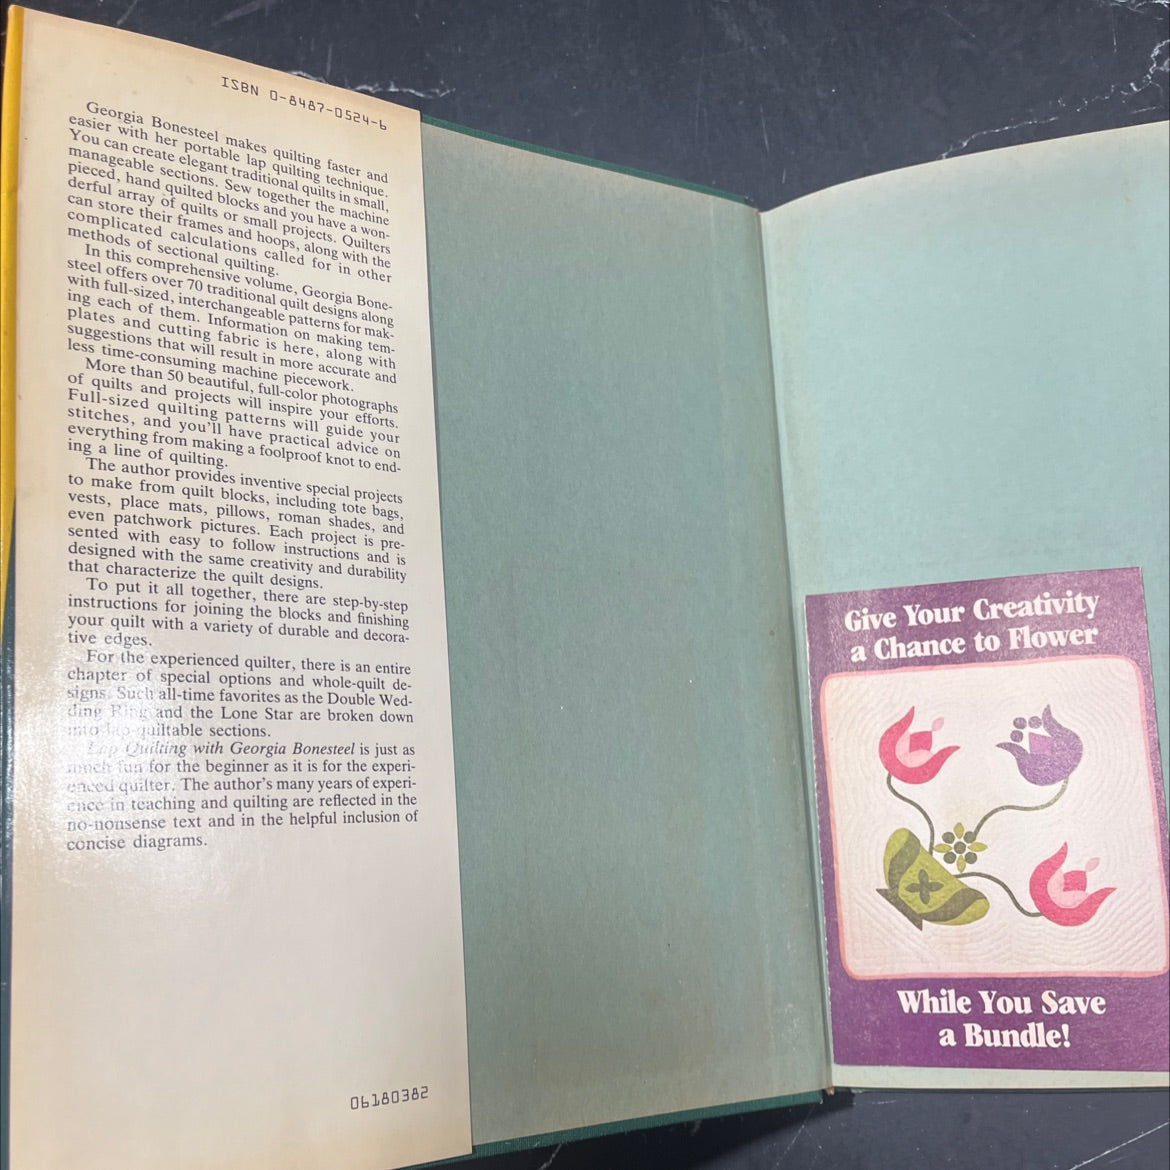 ISBN 0-8487-0524-6
Georgia Bonesteel makes quilting faster and
easier with her portable lap quilting technique.
You can create elegant traditional quilts in small,
manageable sections. Sew together the machine
pieced, hand quilted blocks and you have a won-
derful array of quilts or small projects. Quilters
can store their frames and hoops, along with the
complicated calculations called for in other
methods of sectional quilting.
In this comprehensive volume, Georgia Bone-
steel offers over 70 traditional quilt designs along
with full-sized, interchangeable patterns for mak-
ing each of them. Information on making tem-
plates and cutting fabric is here, along with
suggestions that will result in more accurate and
less time-consuming machine piecework.
More than 50 beautiful, full-color photographs
of quilts and projects will inspire your efforts.
Full-sized quilting patterns will guide your
stitches, and you'll have practical advice on
everything from making a foolproof knot to end-
ing a line of quilting.
The author provides inventive special projects
to make from quilt blocks, including tote bags,
vests, place mats, pillows, roman shades, and
even patchwork pictures. Each project is pre-
sented with easy to follow instructions and is
designed with the same creativity and durability
that characterize the quilt designs.
To put it all together, there are step-by-step
instructions for joining the blocks and finishing
your quilt with a variety of durable and decora-
tive edges.
For the experienced quilter, there is an entire
chapter of special options and whole-quilt de-
signs. Such all-time favorites as the Double Wed-
ding Ring and the Lone Star are broken down
into lap-quiltable sections.
Lap Quilting with Georgia Bonesteel is just as
much fun for the beginner as it is for the experi-
enced quilter. The author's many years of experi-
ence in teaching and quilting are reflected in the
no-nonsense text and in the helpful inclusion of
concise diagrams.
06180382
Give Your Creativity
a Chance to Flower
While You Save
a Bundle!